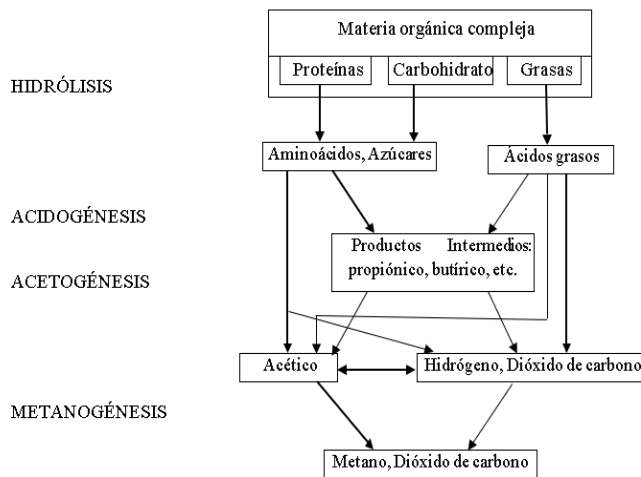 Materia orgánica compleja
Proteínas
Carbohidrato
Grasas
HIDRÓLISIS
Aminoácidos, Azúcares
Ácidos grasos
ACIDOGÉNESIS
Productos Intermedios:
propiónico, butírico, etc.
ACETOGÉNESIS
Acético
Hidrógeno, Dióxido de carbono
METANOGÉNESIS
Metano, Dióxido de carbono